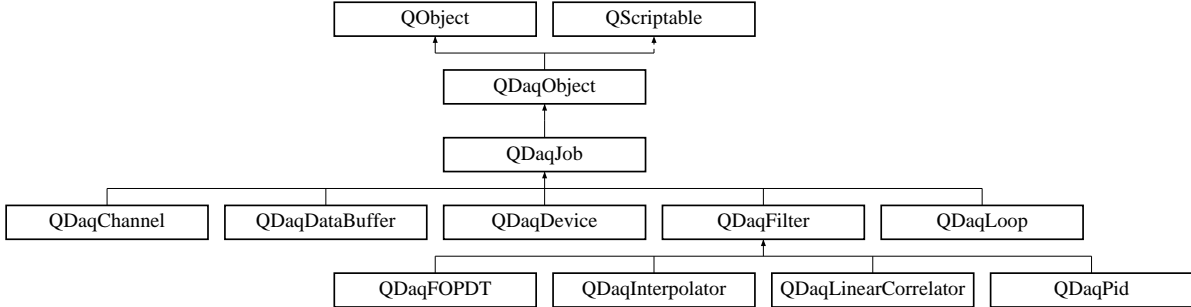 QObject QScriptable
QDaqObject
QDaqJob
QDaqChannel QDaqDataBuffer QDaqDevice QDaqFilter QDaqLoop
QDaqFOPDT QDaqInterpolator QDaqLinearCorrelator QDaqPid